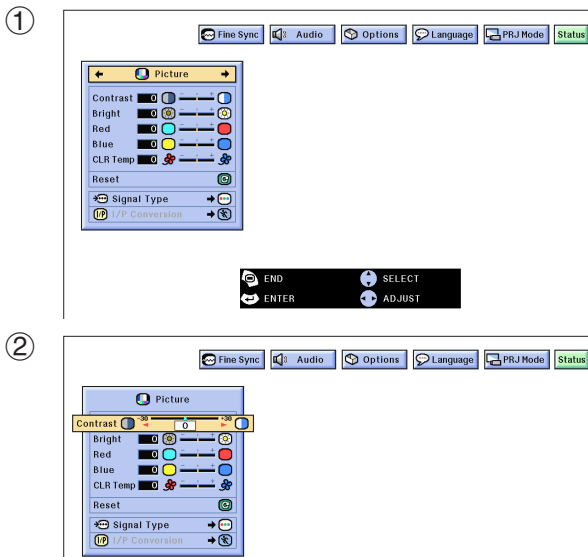 ①
Fine Sync Audio Options Language PRJ Mode Status
Picture
Contrast 0 - +
Bright 0 - +
Red 0 - +
Blue 0 - +
CLR Temp 0 - +
Reset
Signal Type
I/P I/P Conversion
END SELECT
ENTER ADJUST
②
Fine Sync Audio Options Language PRJ Mode Status
Picture
Contrast -30 0 +30
Bright 0 - +
Red 0 - +
Blue 0 - +
CLR Temp 0 - +
Reset
Signal Type
I/P I/P Conversion